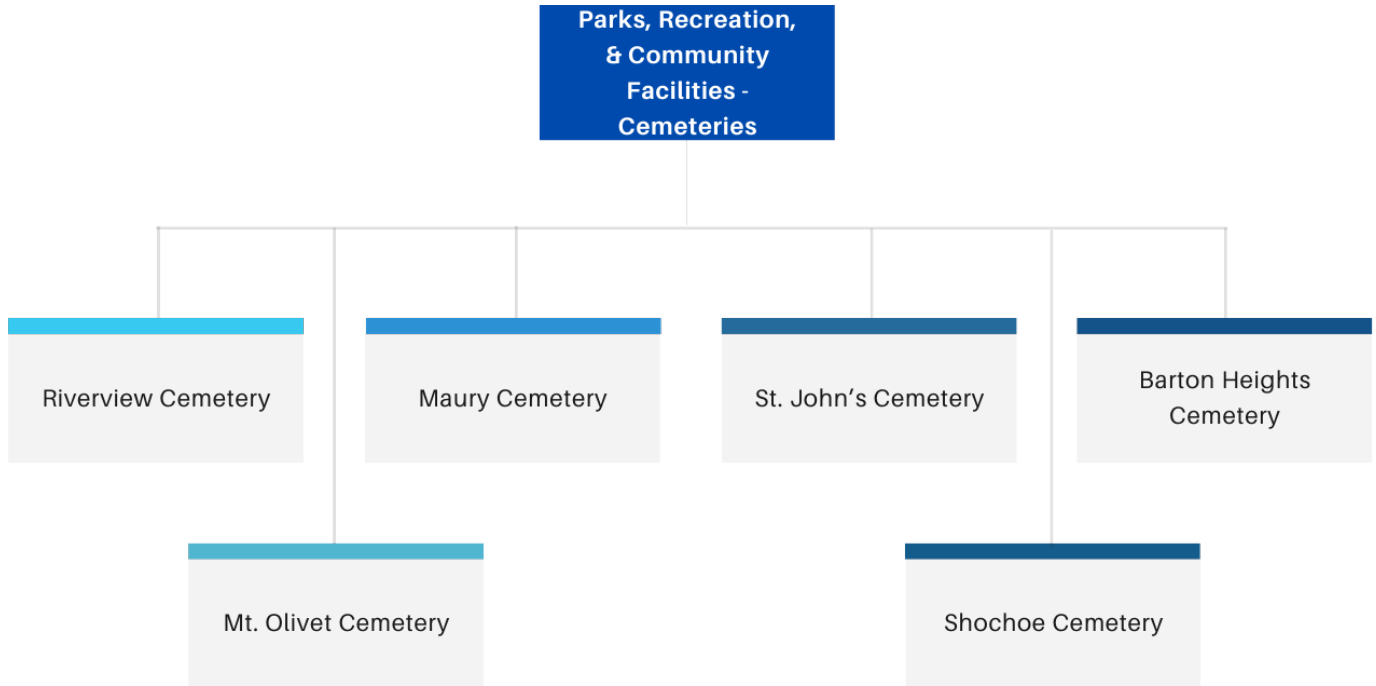 Parks, Recreation,
& Community
Facilities -
Cemeteries
Riverview Cemetery
Maury Cemetery
St. John’s Cemetery
Barton Heights
Cemetery
Mt. Olivet Cemetery
Shochoe Cemetery